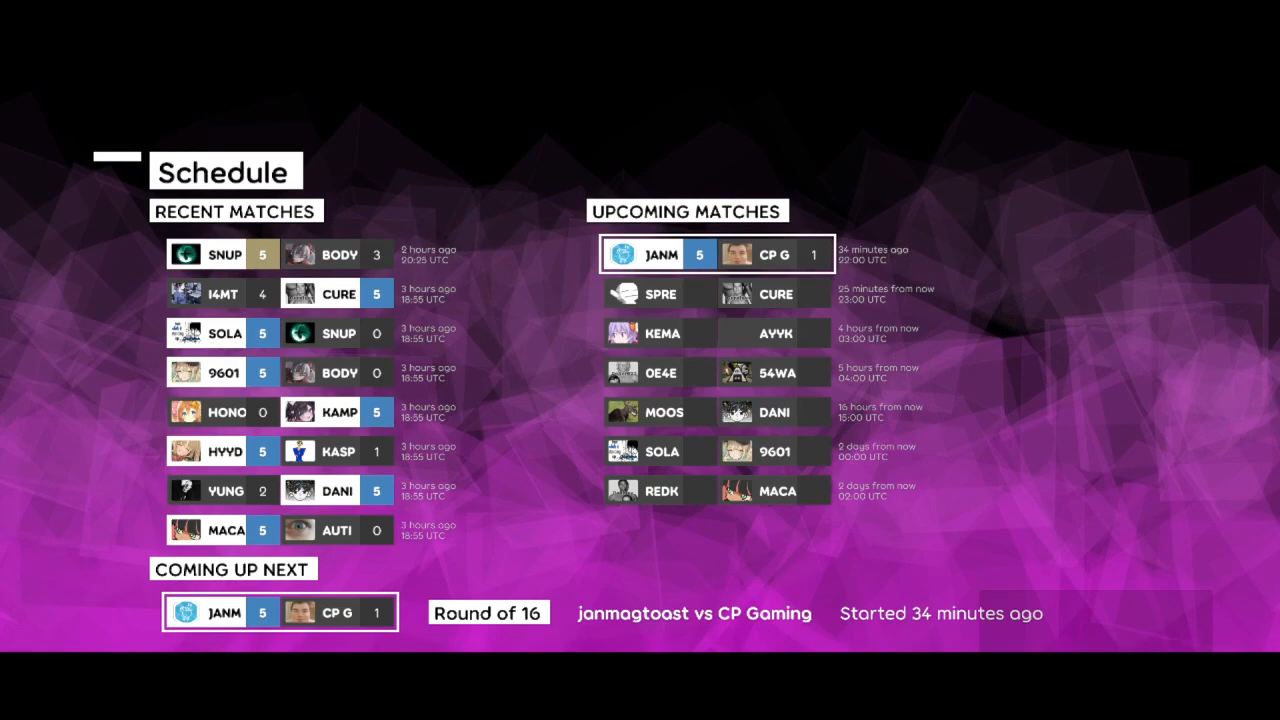 Schedule
RECENT MATCHES
SNUP 5 BODY 3 2 hours ago
20:25 UTC
I4MT 4 CURE 5 3 hours ago
18:55 UTC
SOLA 5 SNUP 0 3 hours ago
18:55 UTC
9601 5 BODY 0 3 hours ago
18:55 UTC
HONO 0 KAMP 5 3 hours ago
18:55 UTC
HYYD 5 KASP 1 3 hours ago
18:55 UTC
YUNG 2 DANI 5 3 hours ago
18:55 UTC
MACA 5 AUTI 0 3 hours ago
18:55 UTC
UPCOMING MATCHES
JANM 5 CP G 1 34 minutes ago
22:00 UTC
SPRE CURE 25 minutes from now
23:00 UTC
KEMA AYYK 4 hours from now
03:00 UTC
0E4E 54WA 5 hours from now
04:00 UTC
MOOS DANI 16 hours from now
15:00 UTC
SOLA 9601 2 days from now
00:00 UTC
REDK MACA 2 days from now
02:00 UTC
COMING UP NEXT
JANM 5 CP G 1 Round of 16 janmagtoast vs CP Gaming Started 34 minutes ago